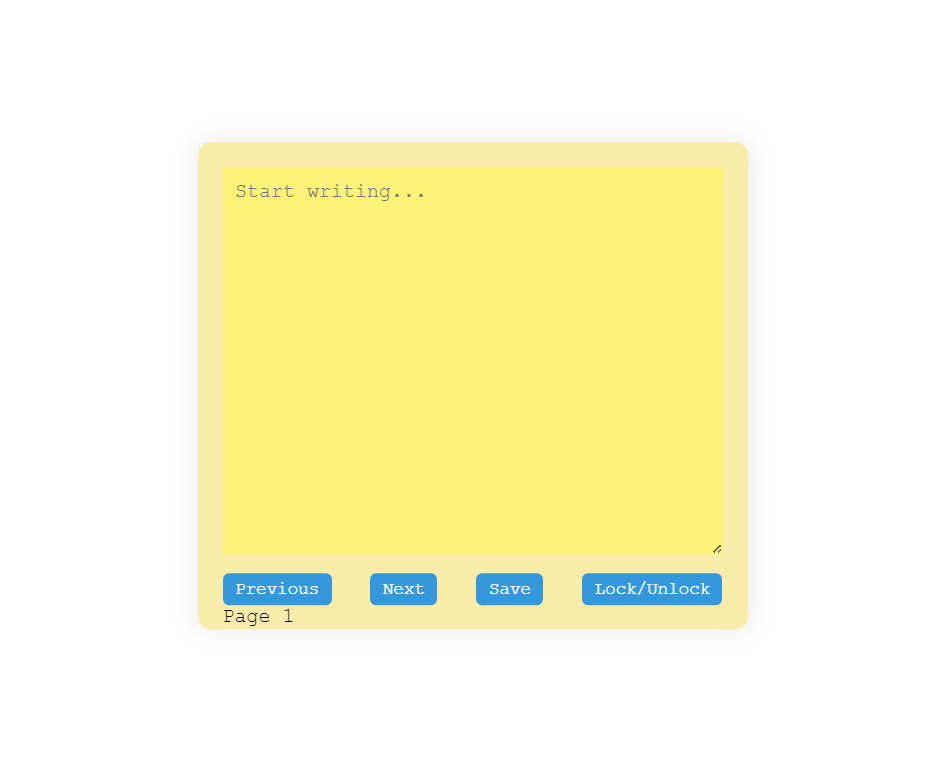 Start writing...
Previous Next Save Lock/Unlock
Page 1